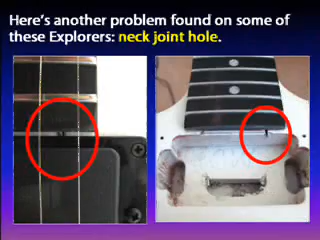 Here's another problem found on some of
these Explorers: neck joint hole.